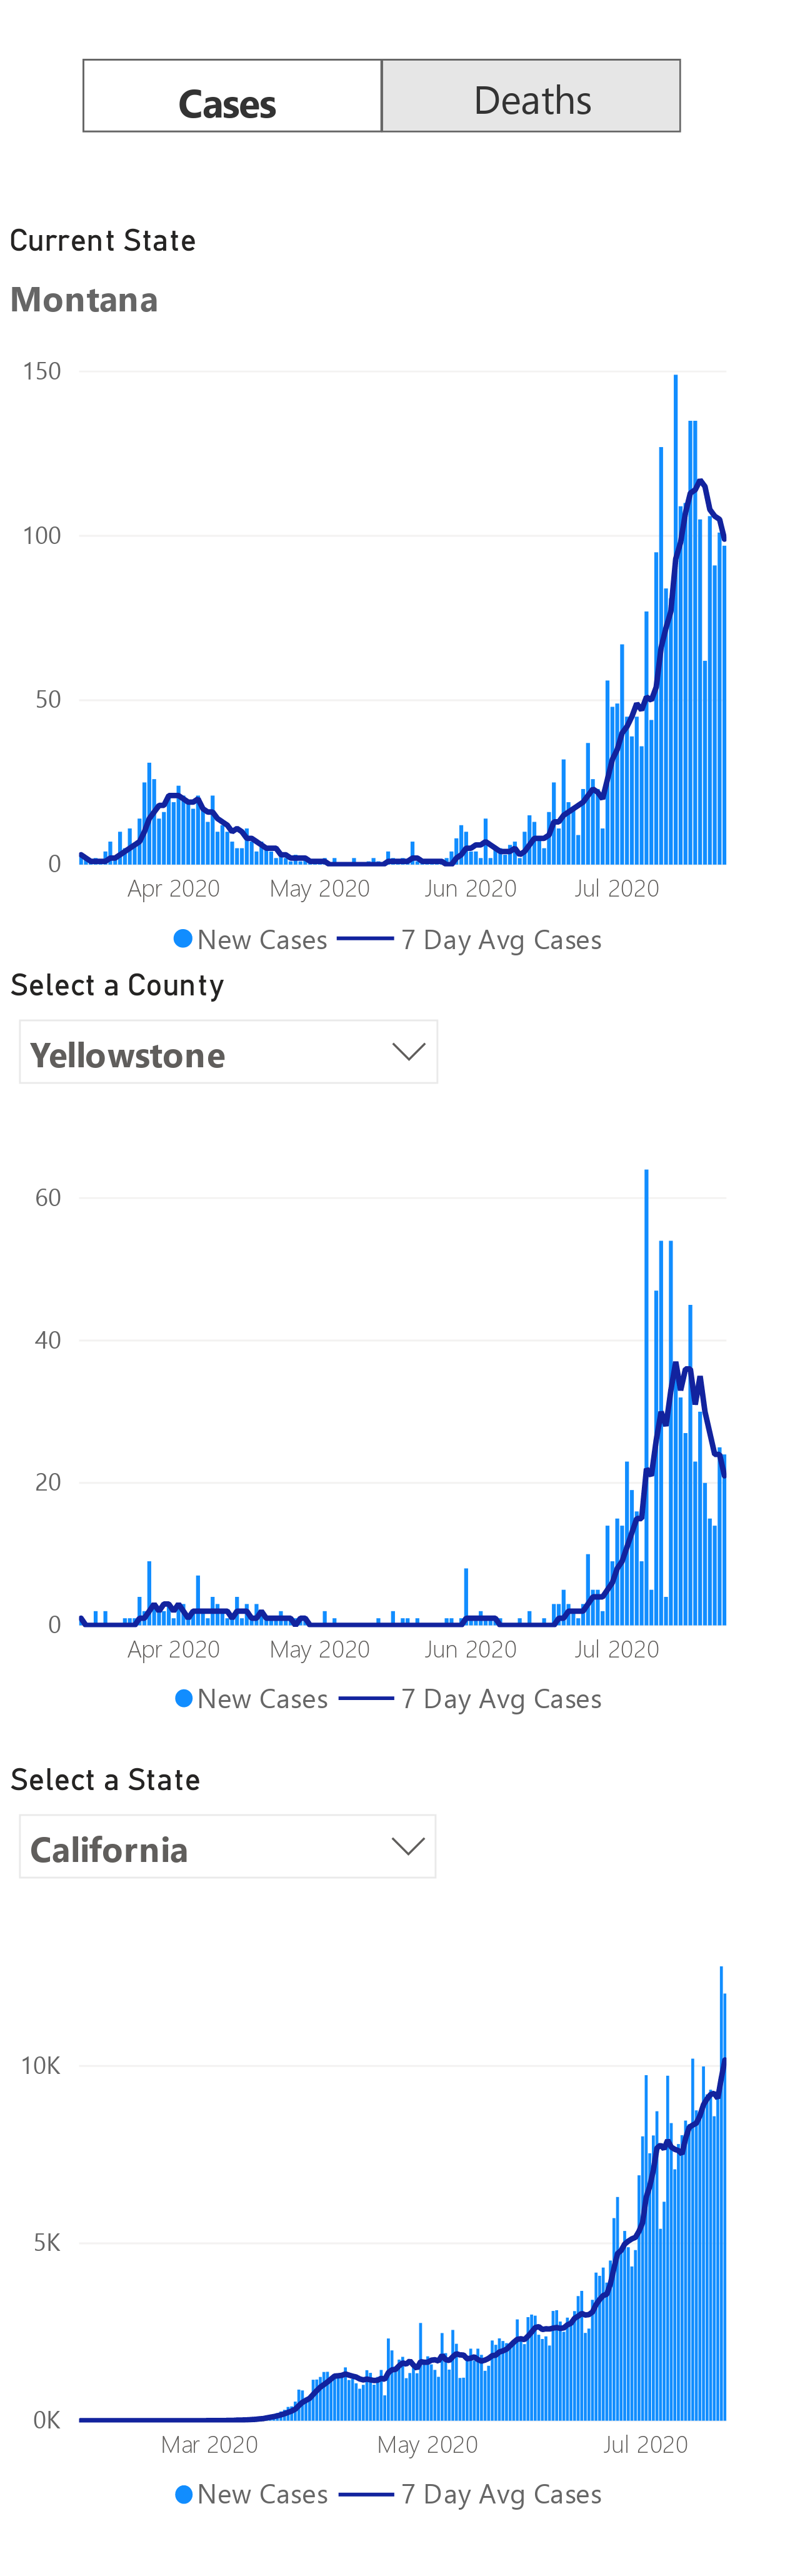 Cases Deaths
Current State
Montana
150
100
50
0
Apr 2020 May 2020 Jun 2020 Jul 2020
New Cases 7 Day Avg Cases
Select a County
Yellowstone
60
40
20
0
Apr 2020 May 2020 Jun 2020 Jul 2020
New Cases 7 Day Avg Cases
Select a State
California
10K
5K
0K
Mar 2020 May 2020 Jul 2020
New Cases 7 Day Avg Cases